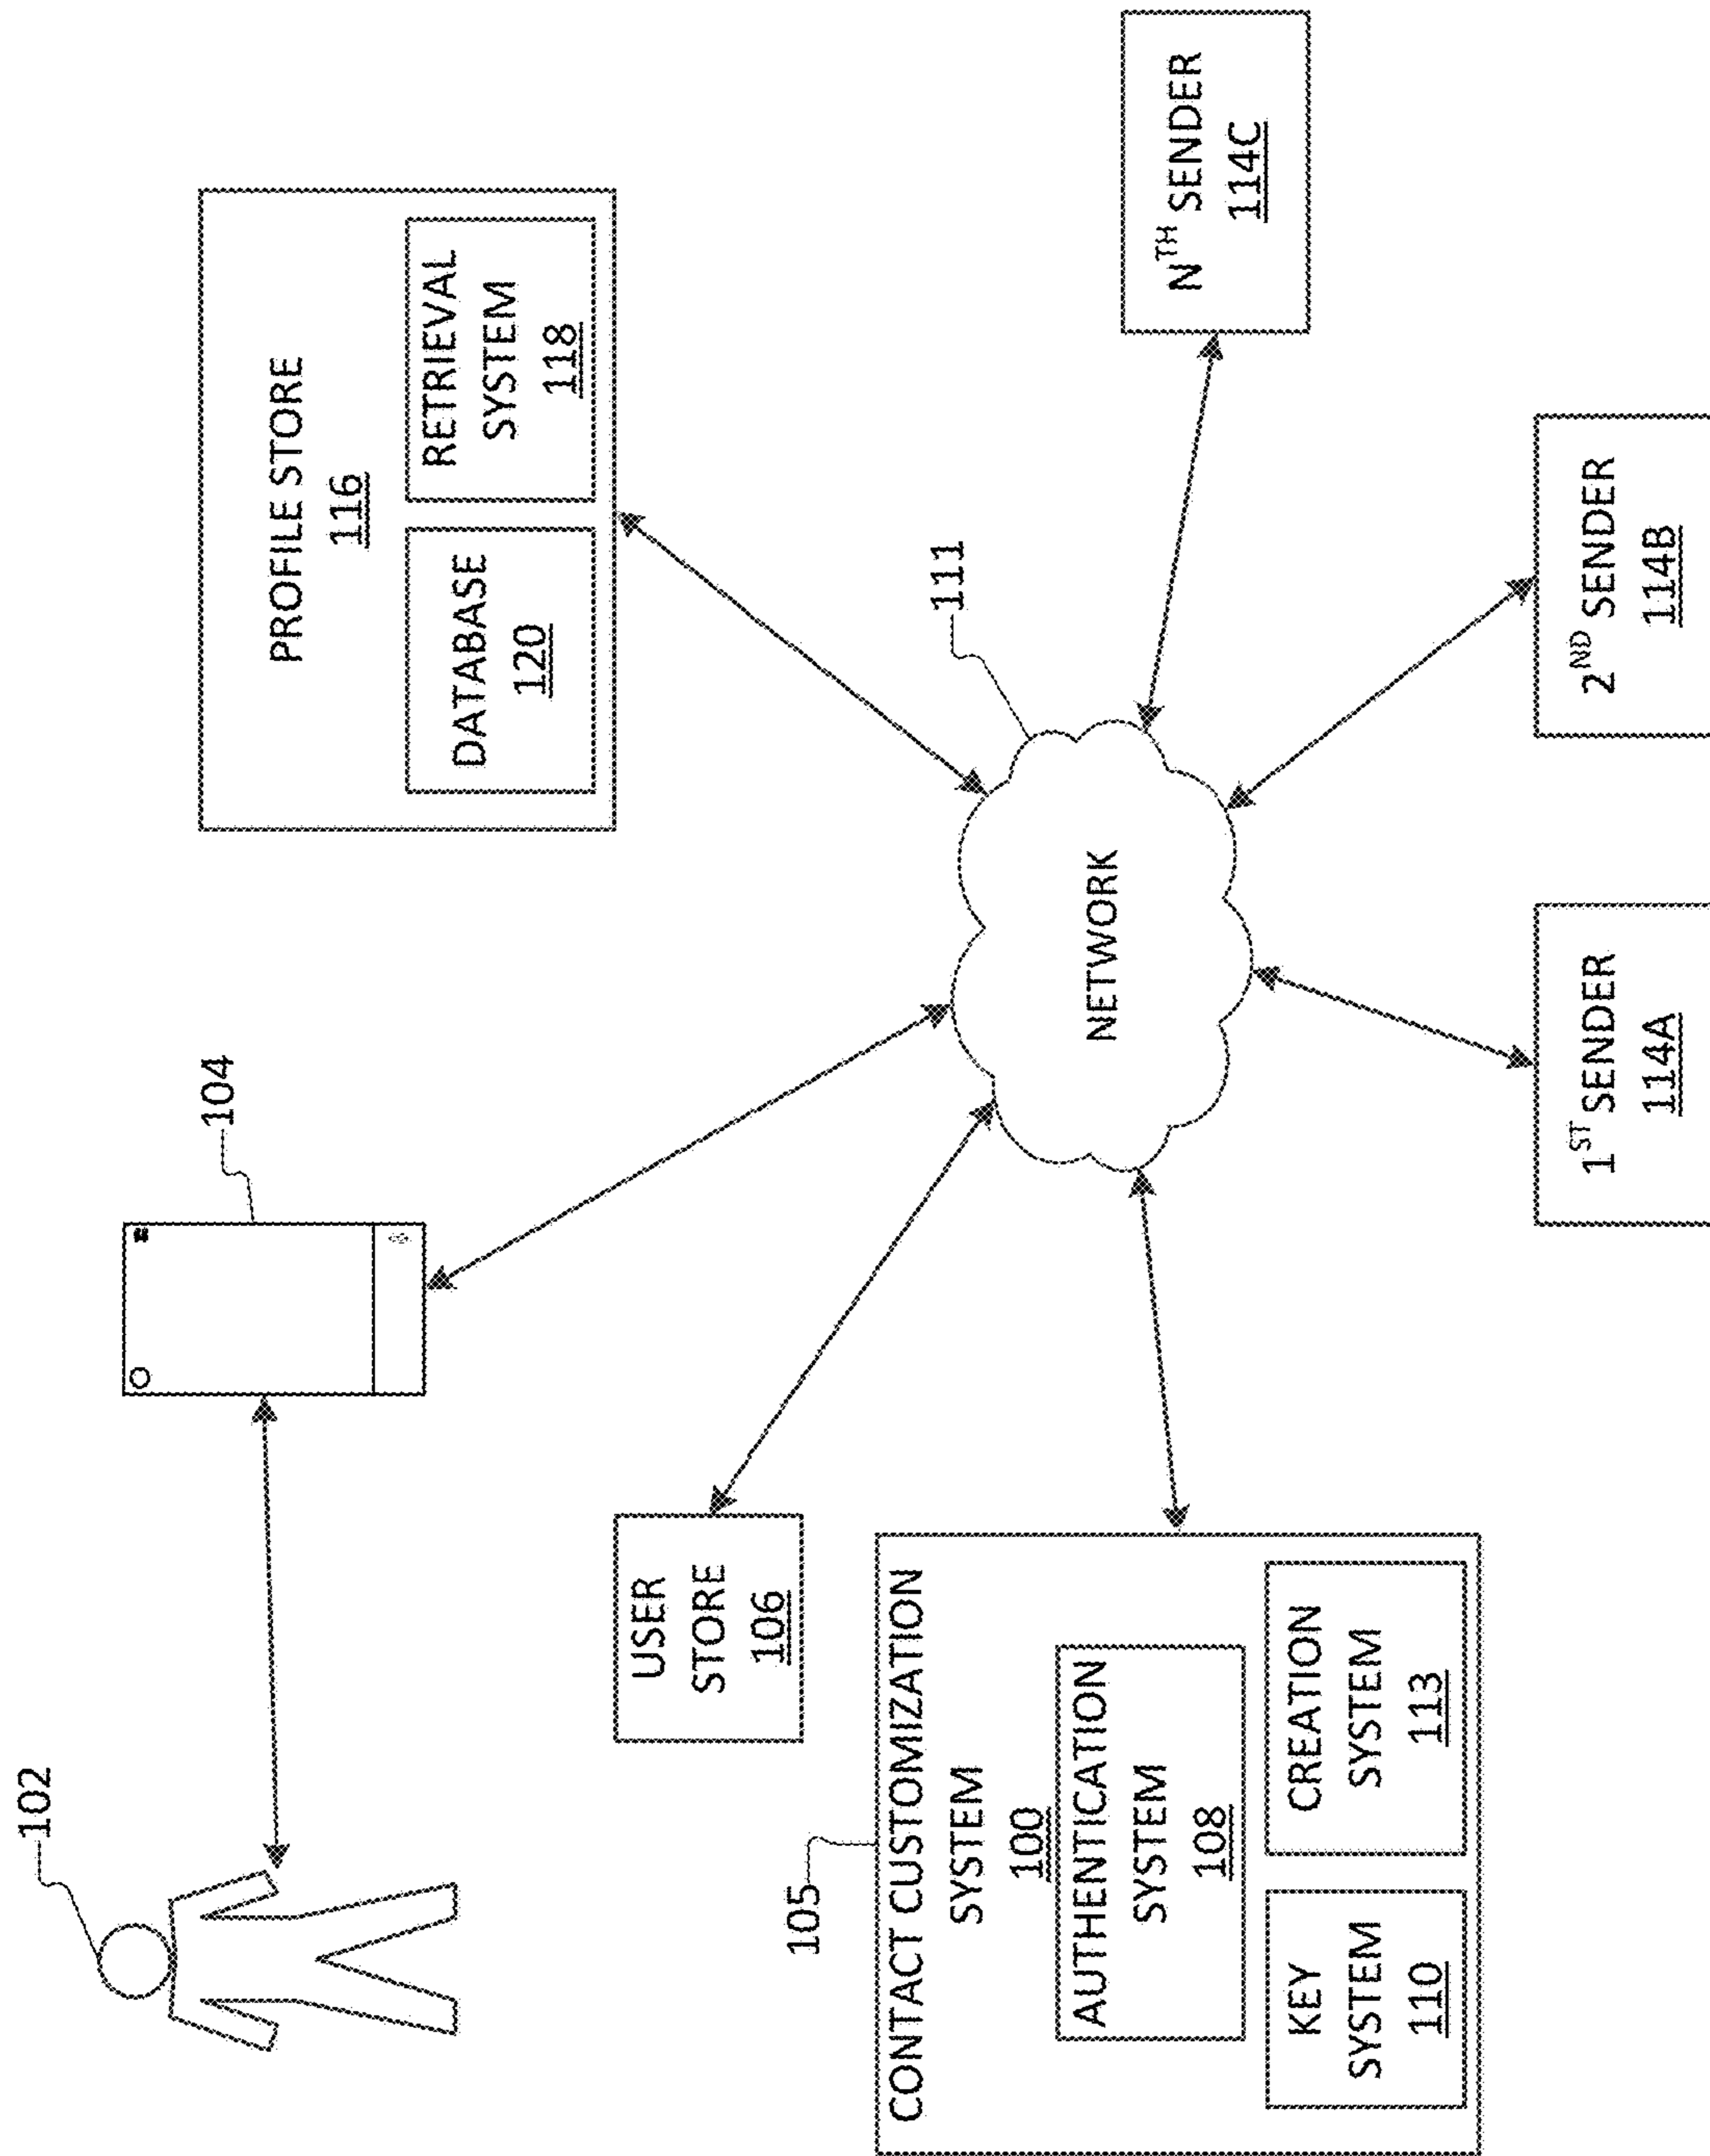 102
104
PROFILE STORE
116
DATABASE
120
RETRIEVAL
SYSTEM
118
USER
STORE
106
111
NETWORK
105
CONTACT CUSTOMIZATION
SYSTEM
100
AUTHENTICATION
SYSTEM
108
KEY
SYSTEM
110
CREATION
SYSTEM
113
1ST SENDER
114A
2ND SENDER
114B
NTH SENDER
114C